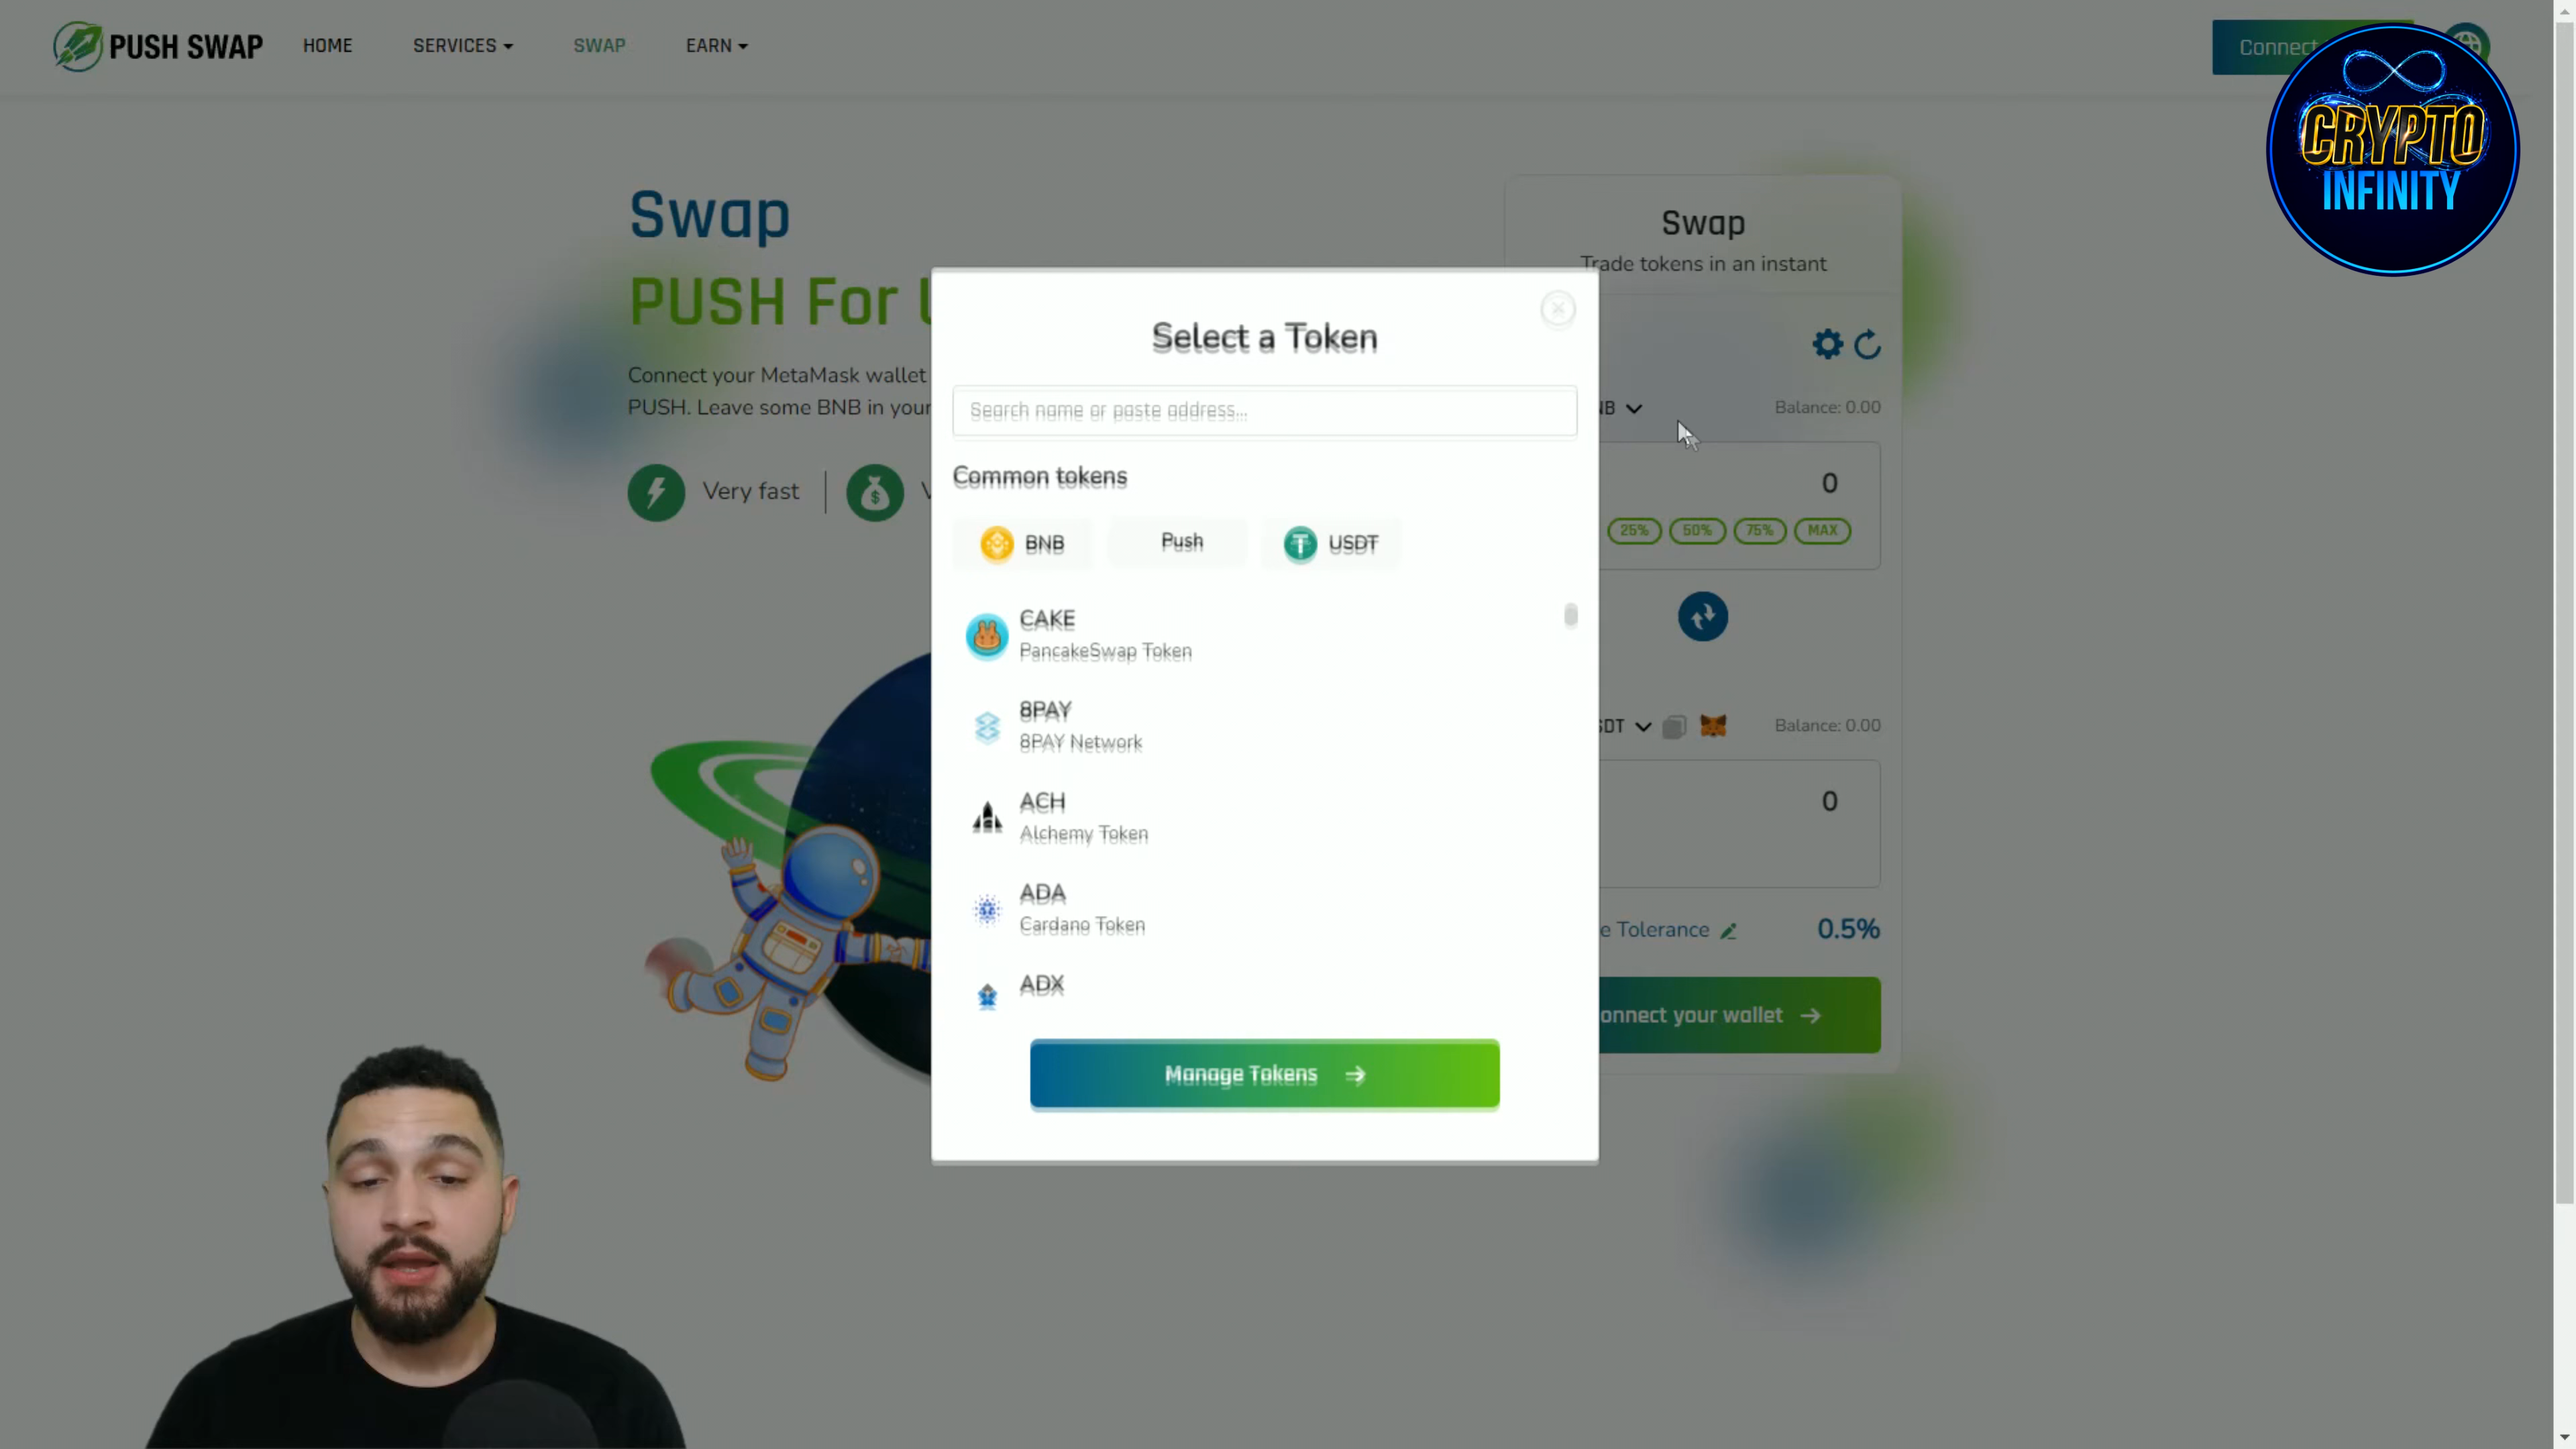 PUSH SWAP
HOME
SERVICES
SWAP
EARN
Connect
CRYPTO
INFINITY
Swap
PUSH For
Connect your MetaMask wallet
PUSH. Leave some BNB in your
Very fast
Select a Token
Search name or paste address...
Common tokens
BNB
Push
USDT
CAKE
PancakeSwap Token
8PAY
8PAY Network
ACH
Alchemy Token
ADA
Cardano Token
ADX
Manage Tokens
Swap
Trade tokens in an instant
NB
Balance: 0.00
0
25%
50%
75%
MAX
SDT
Balance: 0.00
0
e Tolerance
0.5%
onnect your wallet